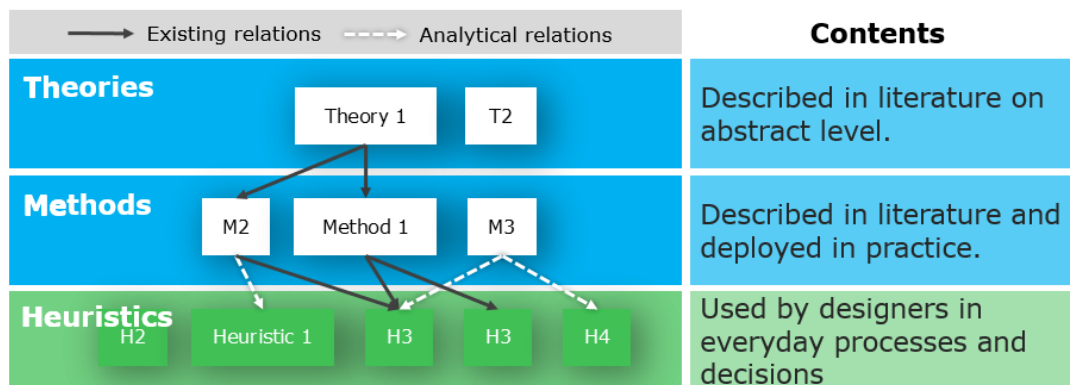 Existing relations
Analytical relations
Contents
Theories
Theory 1
T2
Described in literature on
abstract level.
Methods
M2
Method 1
M3
Described in literature and
deployed in practice.
Heuristics
H2
Heuristic 1
H3
H3
H4
Used by designers in
everyday processes and
decisions